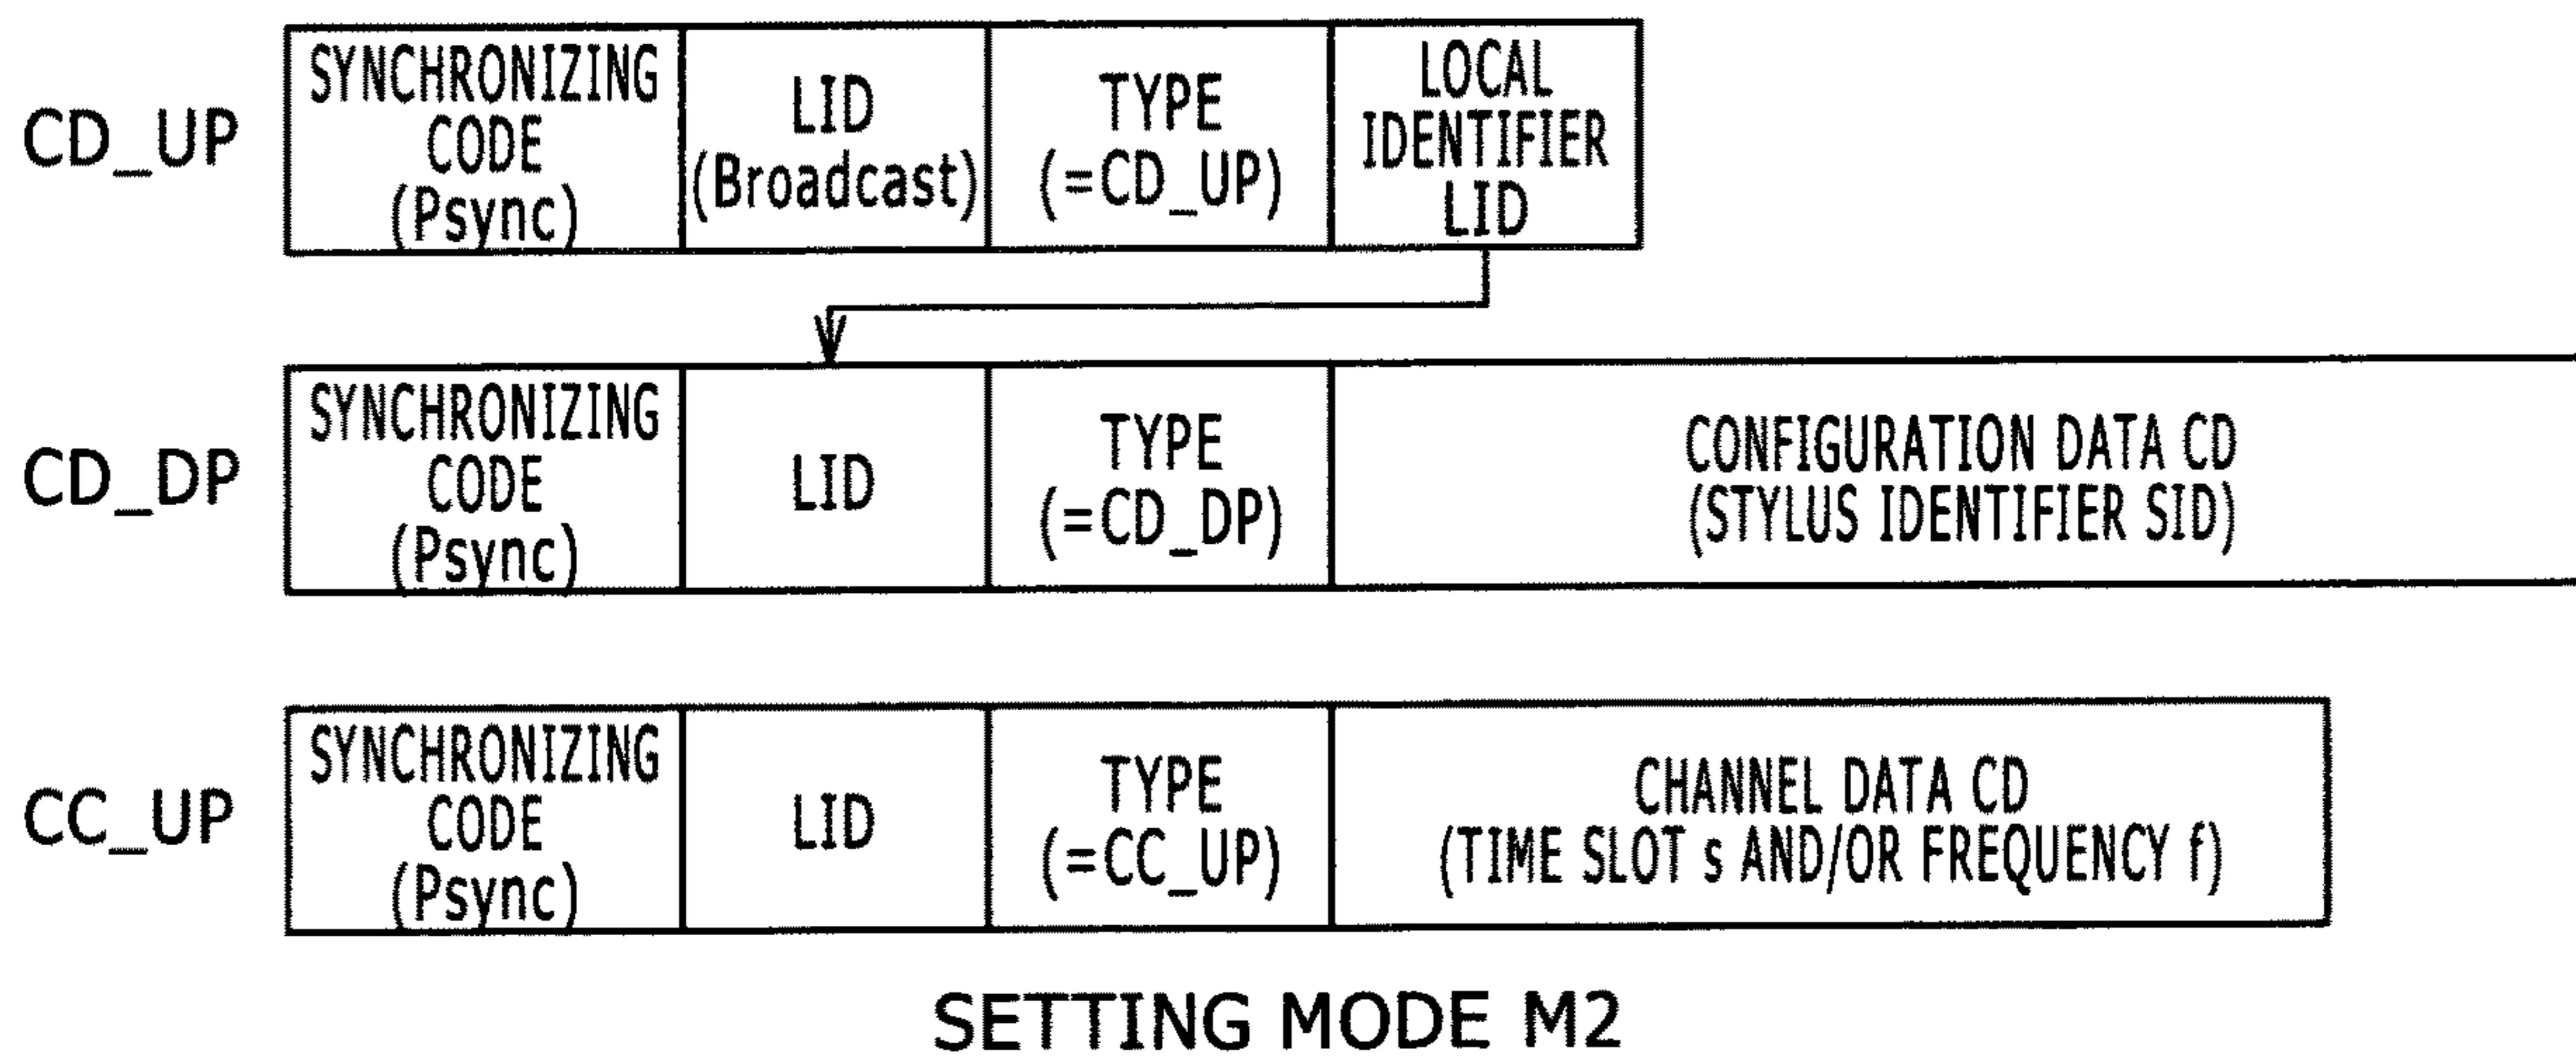 CD_UP
SYNCHRONIZING
CODE
(Psync)
LID
(Broadcast)
TYPE
(=CD_UP)
LOCAL
IDENTIFIER
LID
CD_DP
SYNCHRONIZING
CODE
(Psync)
LID
TYPE
(=CD_DP)
CONFIGURATION DATA CD
(STYLUS IDENTIFIER SID)
CC_UP
SYNCHRONIZING
CODE
(Psync)
LID
TYPE
(=CC_UP)
CHANNEL DATA CD
(TIME SLOT s AND/OR FREQUENCY f)
SETTING MODE M2